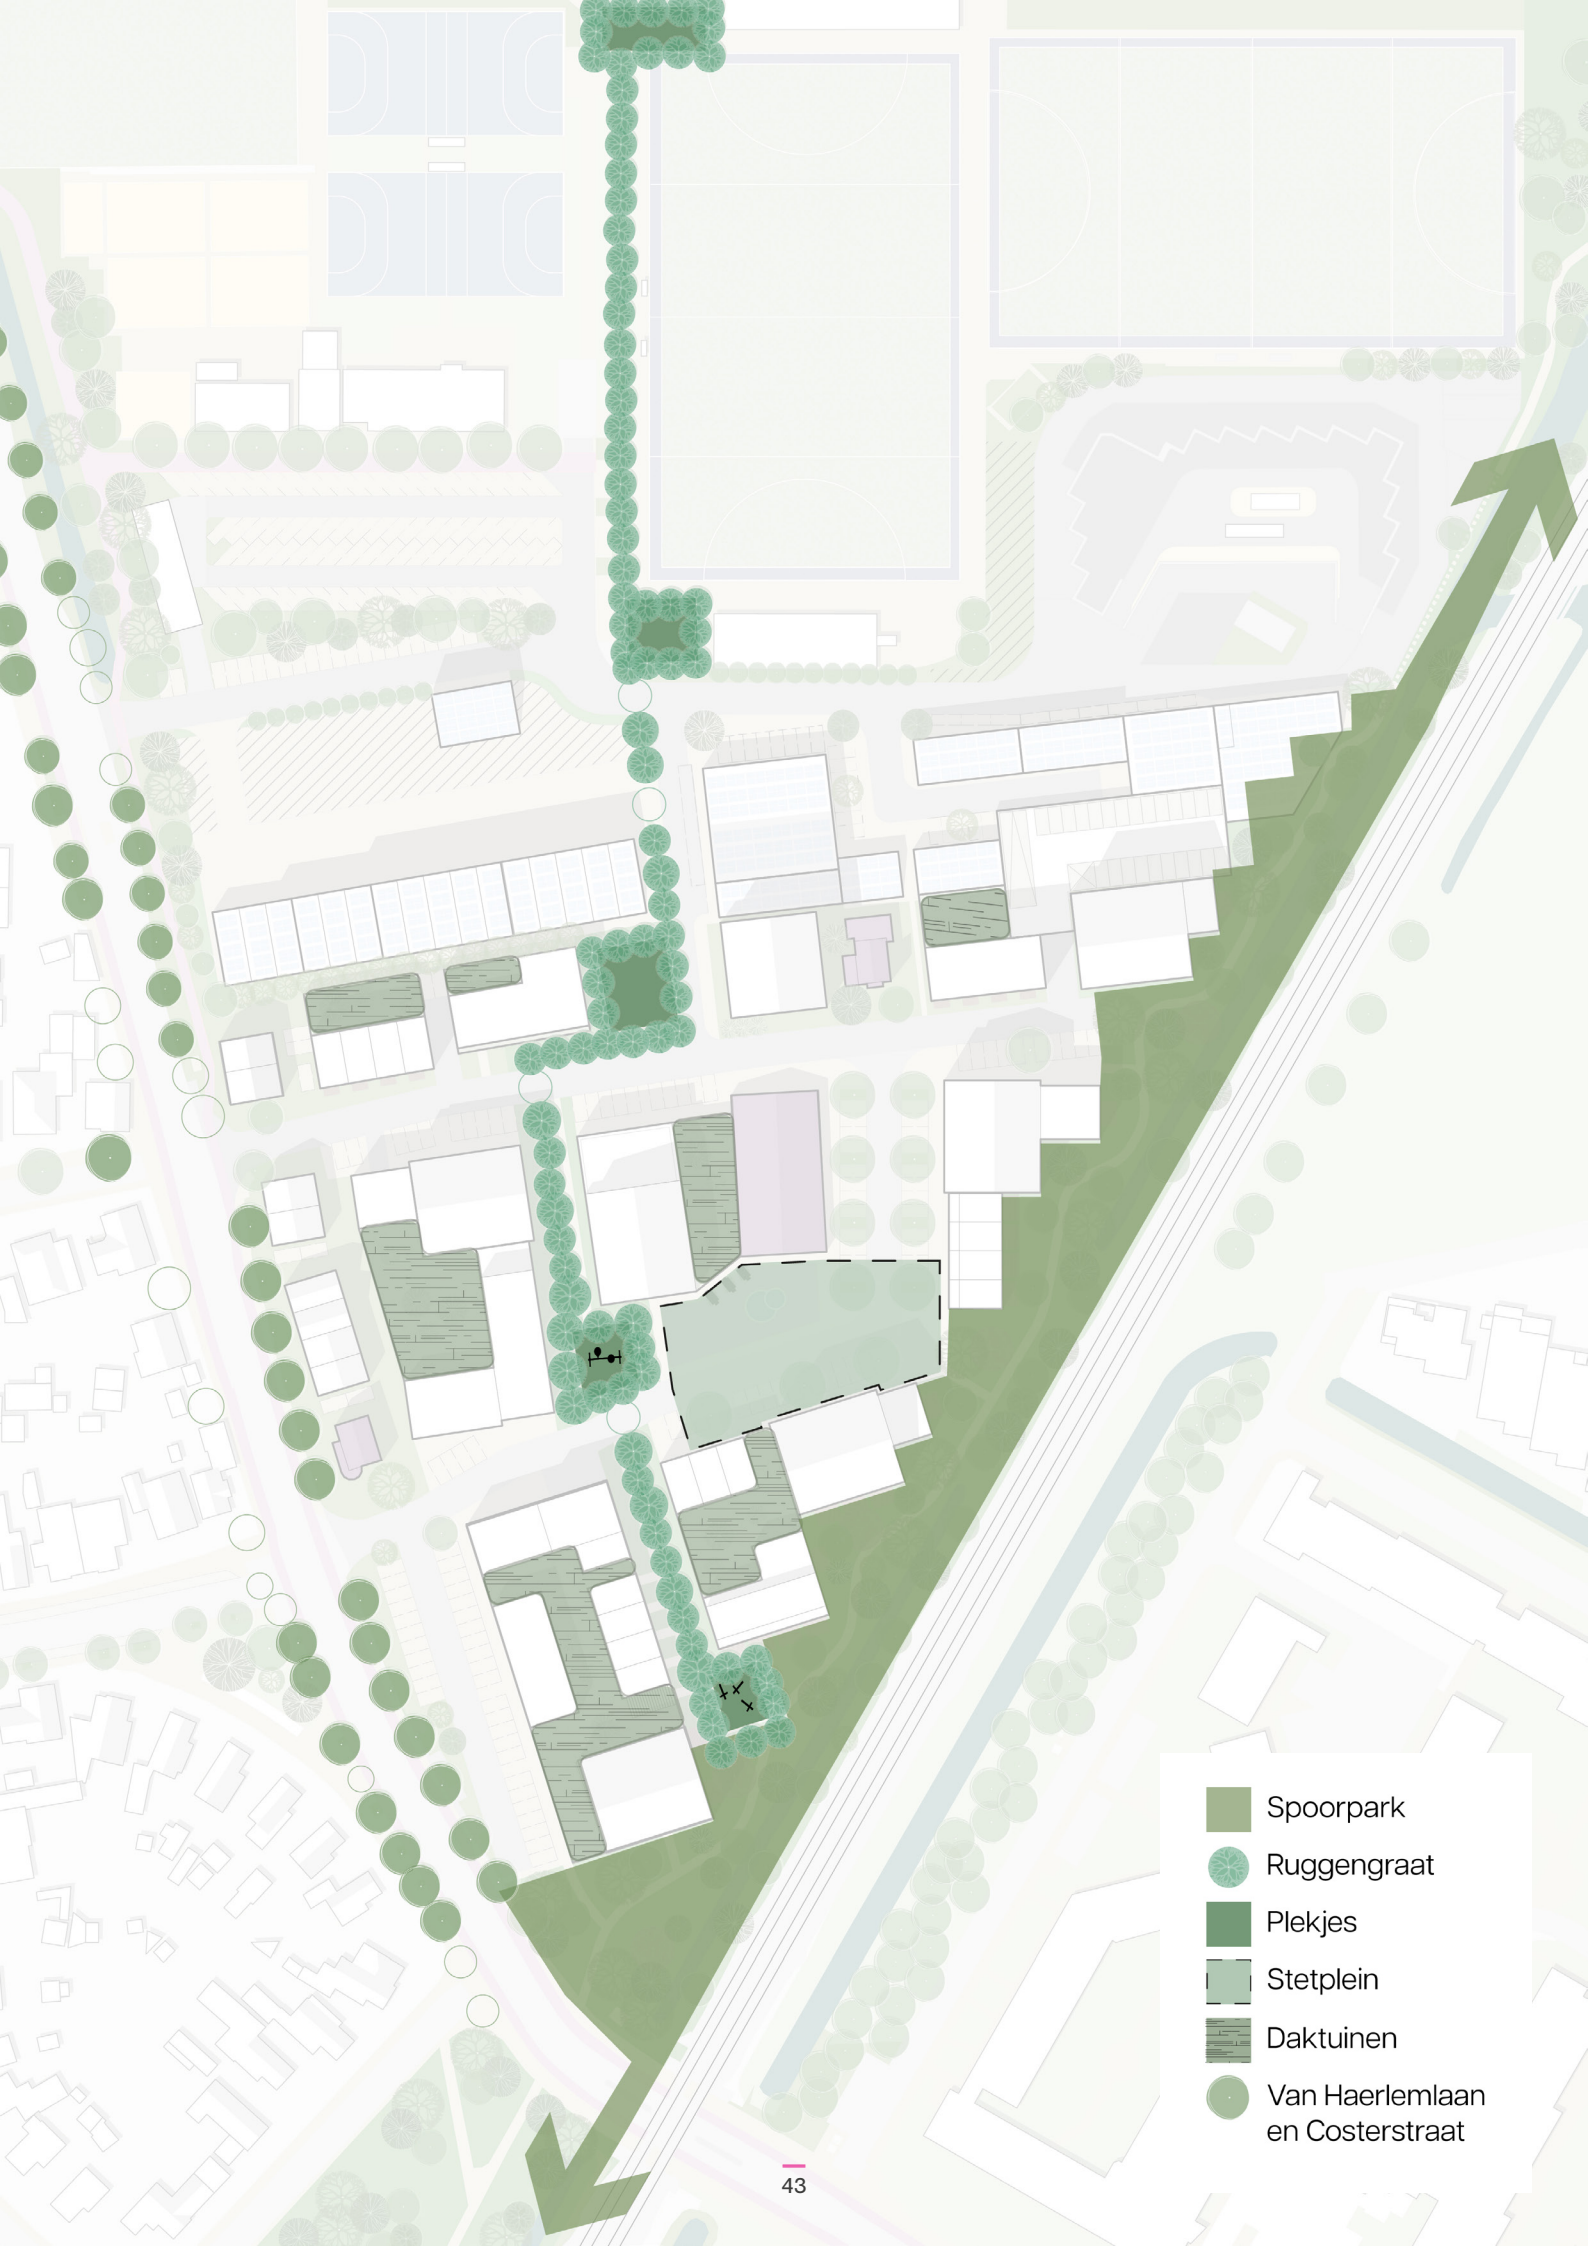 Spoorpark
Ruggengraat
Plekjes
Stetplein
Daktuinen
Van Haerlemlaan
en Costerstraat
43